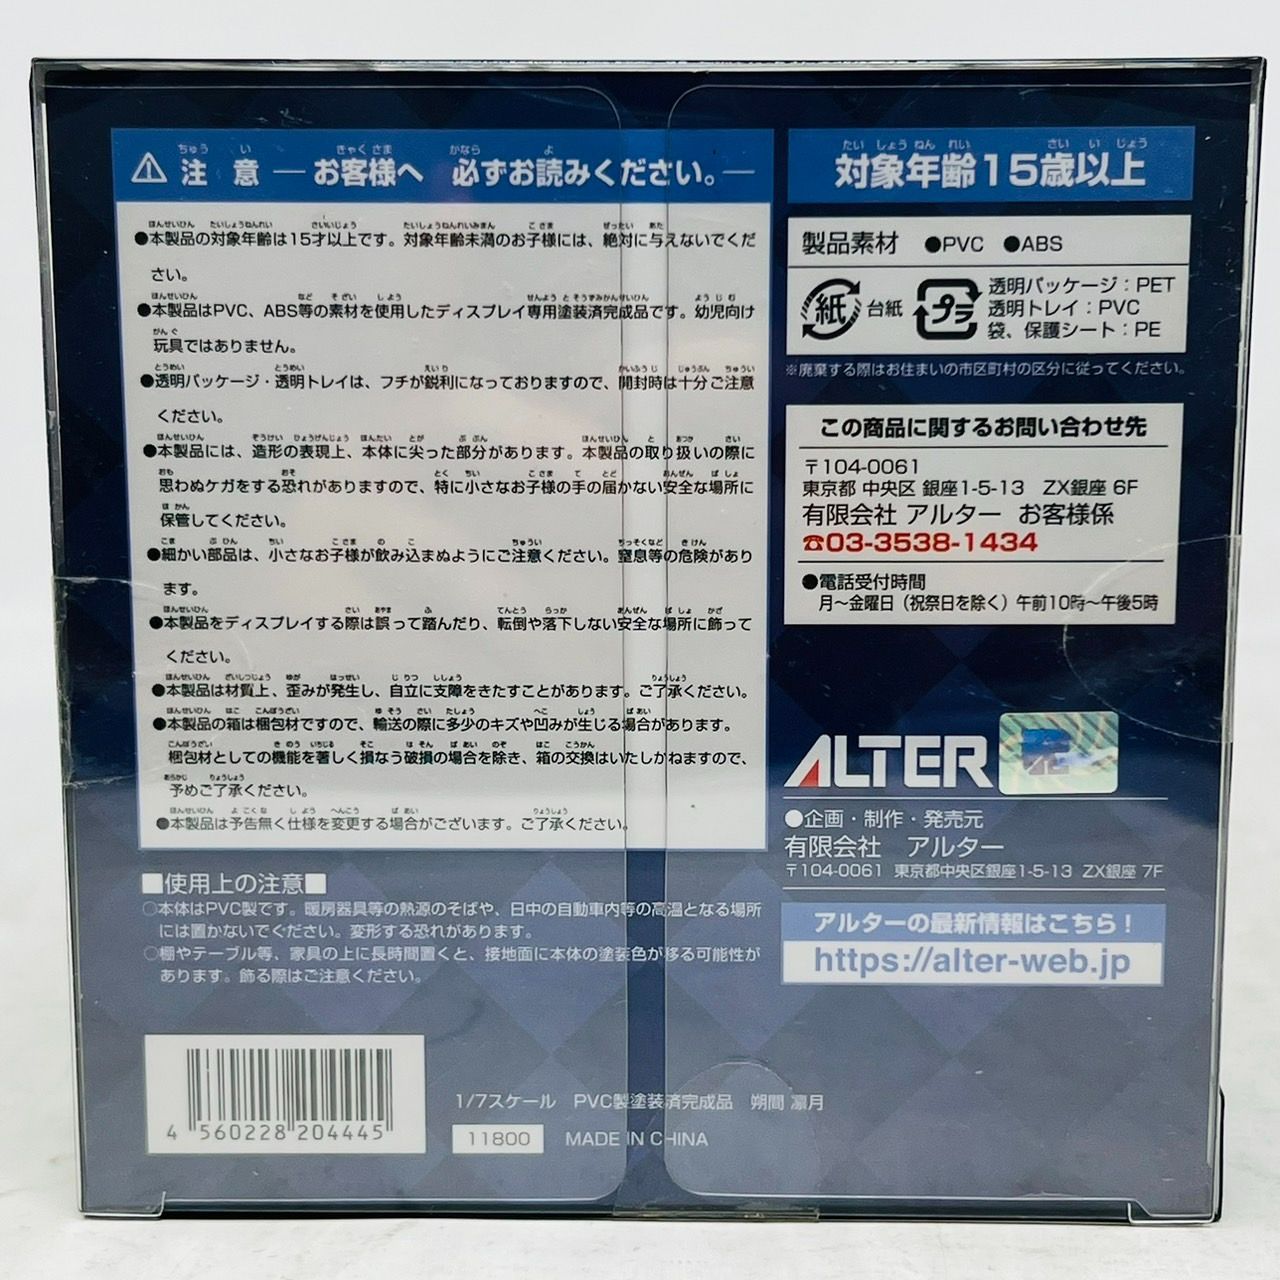 ⚠注意―お客様へ 必ずお読みください。―
●本製品の対象年齢は15才以上です。対象年齢未満のお子様には、絶対に与えないでくだ
さい。
●本製品はPVC、ABS等の素材を使用したディスプレイ専用塗装済完成品です。幼児向け
玩具ではありません。
●透明パッケージ・透明トレイは、フチが鋭利になっておりますので、開封時は十分ご注意
ください。
●本製品には、造形の表現上、本体に尖った部分があります。本製品の取り扱いの際に
思わぬケガをする恐れがありますので、特に小さなお子様の手の届かない安全な場所に
保管してください。
●細かい部品は、小さなお子様が飲み込まぬようにご注意ください。窒息等の危険があり
ます。
●本製品をディスプレイする際は誤って踏んだり、転倒や落下しない安全な場所に飾って
ください。
●本製品は材質上、歪みが発生し、自立に支障をきたすことがあります。ご了承ください。
●本製品の箱は梱包材ですので、輸送の際に多少のキズや凹みが生じる場合があります。
梱包材としての機能を著しく損なう破損の場合を除き、箱の交換はいたしかねますので、
予めご了承ください。
●本製品は予告無く仕様を変更する場合がございます。ご了承ください。
■使用上の注意■
○本体はPVC製です。暖房器具等の熱源のそばや、日中の自動車内等の高温となる場所
には置かないでください。変形する恐れがあります。
○棚やテーブル等、家具の上に長時間置くと、接地面に本体の塗装色が移る可能性が
あります。飾る際はご注意ください。
4 560228 204445
1/7スケール PVC製塗装済完成品 朔間 凛月
11800 MADE IN CHINA
対象年齢15歳以上
製品素材 ●PVC ●ABS
紙 台紙 プラ
透明パッケージ：PET
透明トレイ：PVC
袋、保護シート：PE
※廃棄する際はお住まいの市区町村の区分に従ってください。
この商品に関するお問い合わせ先
〒104-0061
東京都 中央区 銀座1-5-13 ZX銀座 6F
有限会社 アルター お客様係
☎03-3538-1434
●電話受付時間
月～金曜日（祝祭日を除く）午前10時～午後5時
ALTER
●企画・制作・発売元
有限会社 アルター
〒104-0061 東京都中央区銀座1-5-13 ZX銀座 7F
アルターの最新情報はこちら！
https://alter-web.jp